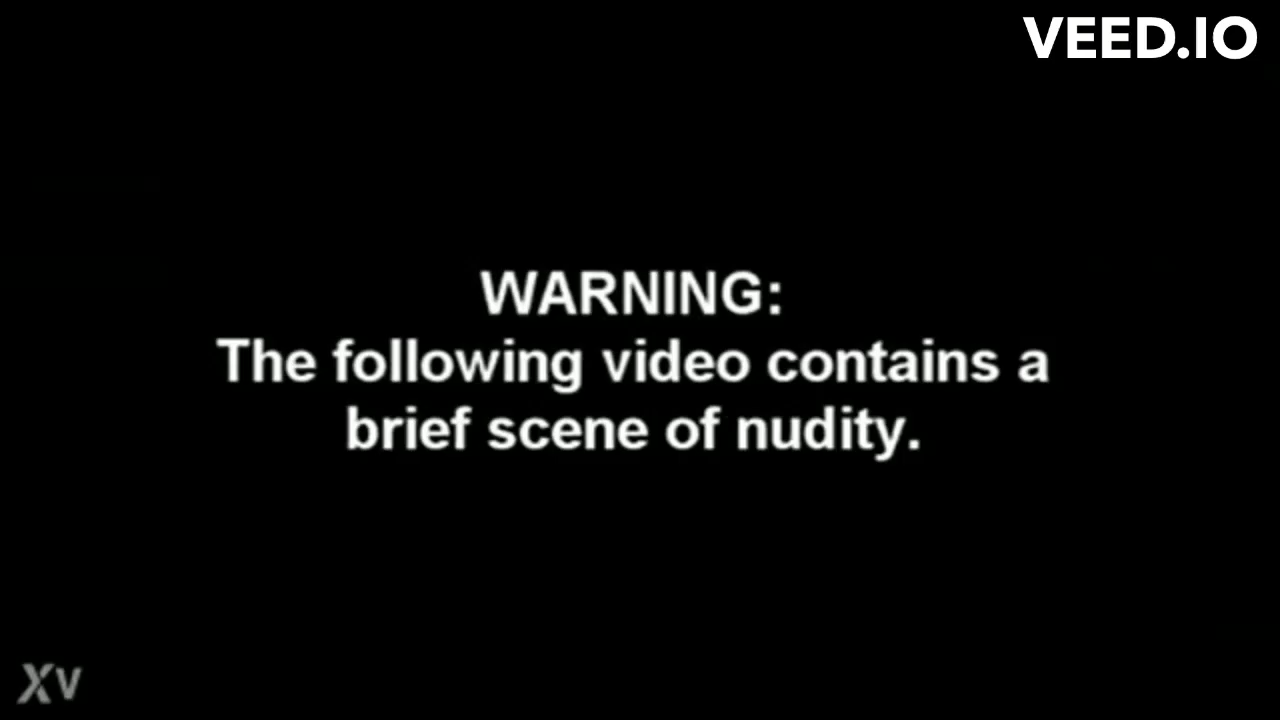 VEED.IO
WARNING:
The following video contains a
brief scene of nudity.
XV